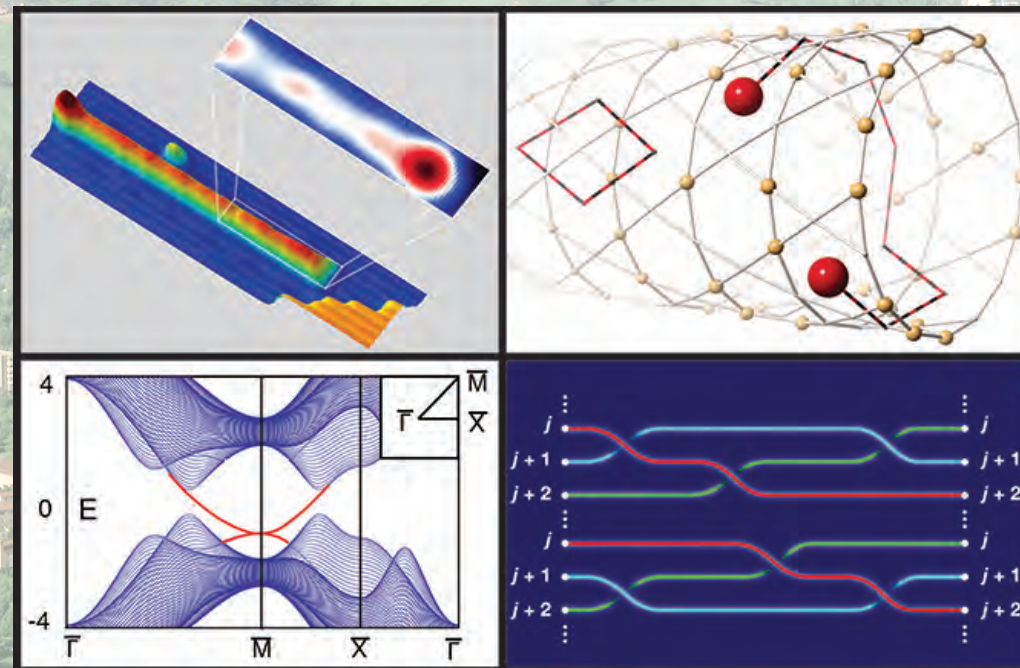 4
0
E
-4
Γ̅
M̅
X̅
Γ̅
M̅
Γ̅
X̅
j
j + 1
j + 2
j
j + 1
j + 2
j
j + 1
j + 2
j
j + 1
j + 2